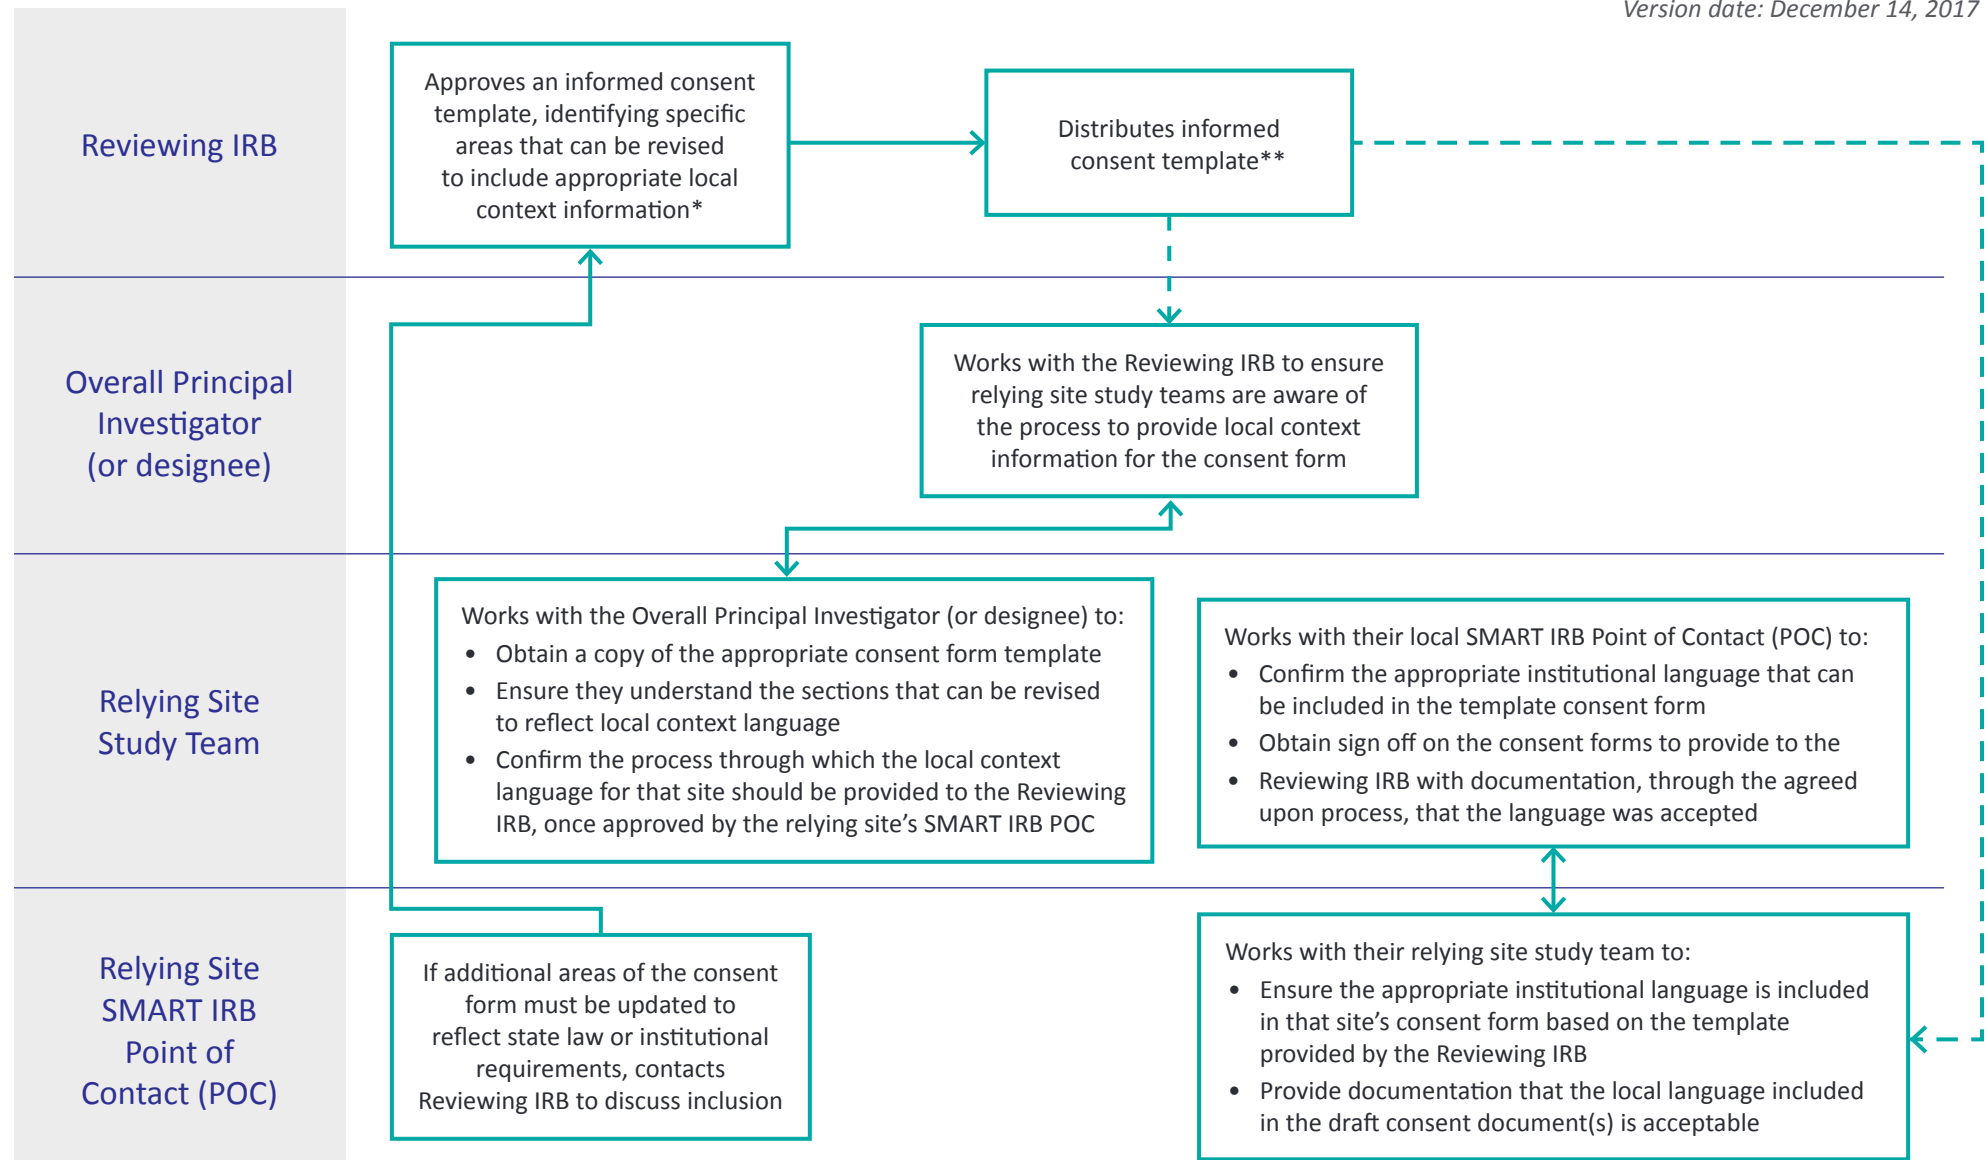 Version date: December 14, 2017
Reviewing IRB
Approves an informed consent
template, identifying specific
areas that can be revised
to include appropriate local
context information*
Distributes informed
consent template**
Overall Principal
Investigator
(or designee)
Works with the Reviewing IRB to ensure
relying site study teams are aware of
the process to provide local context
information for the consent form
Relying Site
Study Team
Works with the Overall Principal Investigator (or designee) to:
• Obtain a copy of the appropriate consent form template
• Ensure they understand the sections that can be revised
to reflect local context language
• Confirm the process through which the local context
language for that site should be provided to the Reviewing
IRB, once approved by the relying site's SMART IRB POC
Works with their local SMART IRB Point of Contact (POC) to:
• Confirm the appropriate institutional language that can
be included in the template consent form
• Obtain sign off on the consent forms to provide to the
• Reviewing IRB with documentation, through the agreed
upon process, that the language was accepted
Relying Site
SMART IRB
Point of
Contact (POC)
If additional areas of the consent
form must be updated to
reflect state law or institutional
requirements, contacts
Reviewing IRB to discuss inclusion
Works with their relying site study team to:
• Ensure the appropriate institutional language is included
in that site's consent form based on the template
provided by the Reviewing IRB
• Provide documentation that the local language included
in the draft consent document(s) is acceptable